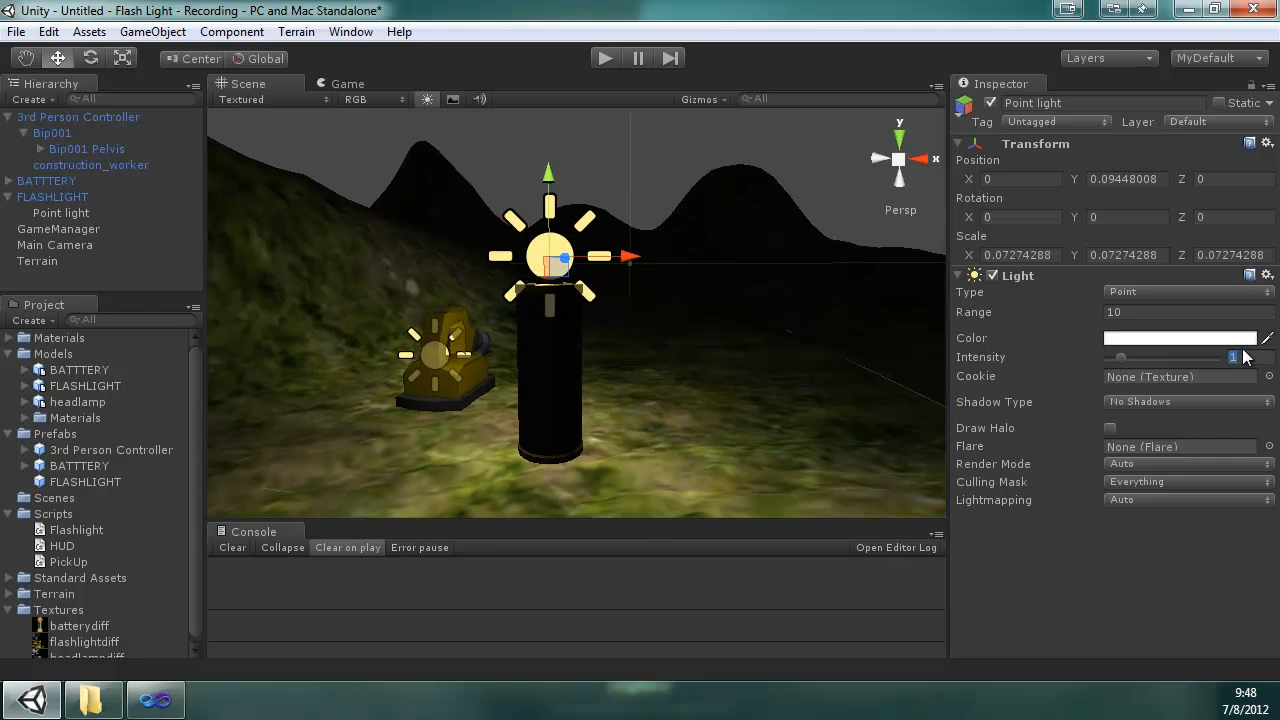 Unity - Untitled - Flash Light - Recording - PC and Mac Standalone*
File Edit Assets GameObject Component Terrain Window Help
Center Global Layers MyDefault
Hierarchy
Create All
3rd Person Controller
Bip001
Bip001 Pelvis
construction_worker
BATTTERY
FLASHLIGHT
Point light
GameManager
Main Camera
Terrain
Project
Create All
Materials
Models
BATTTERY
FLASHLIGHT
headlamp
Materials
Prefabs
3rd Person Controller
BATTTERY
FLASHLIGHT
Scenes
Scripts
Flashlight
HUD
PickUp
Standard Assets
Terrain
Textures
batterydiff
flashlightdiff
headlampdiff
Scene Game
Textured RGB Gizmos All
y
x
Persp
Console
Clear Collapse Clear on play Error pause Open Editor Log
Inspector
Point light Static
Tag Untagged Layer Default
Transform
Position
X 0 Y 0.09448008 Z 0
Rotation
X 0 Y 0 Z 0
Scale
X 0.07274288 Y 0.07274288 Z 0.07274288
Light
Type Point
Range 10
Color
Intensity 1
Cookie None (Texture)
Shadow Type No Shadows
Draw Halo
Flare None (Flare)
Render Mode Auto
Culling Mask Everything
Lightmapping Auto
9:48
7/8/2012